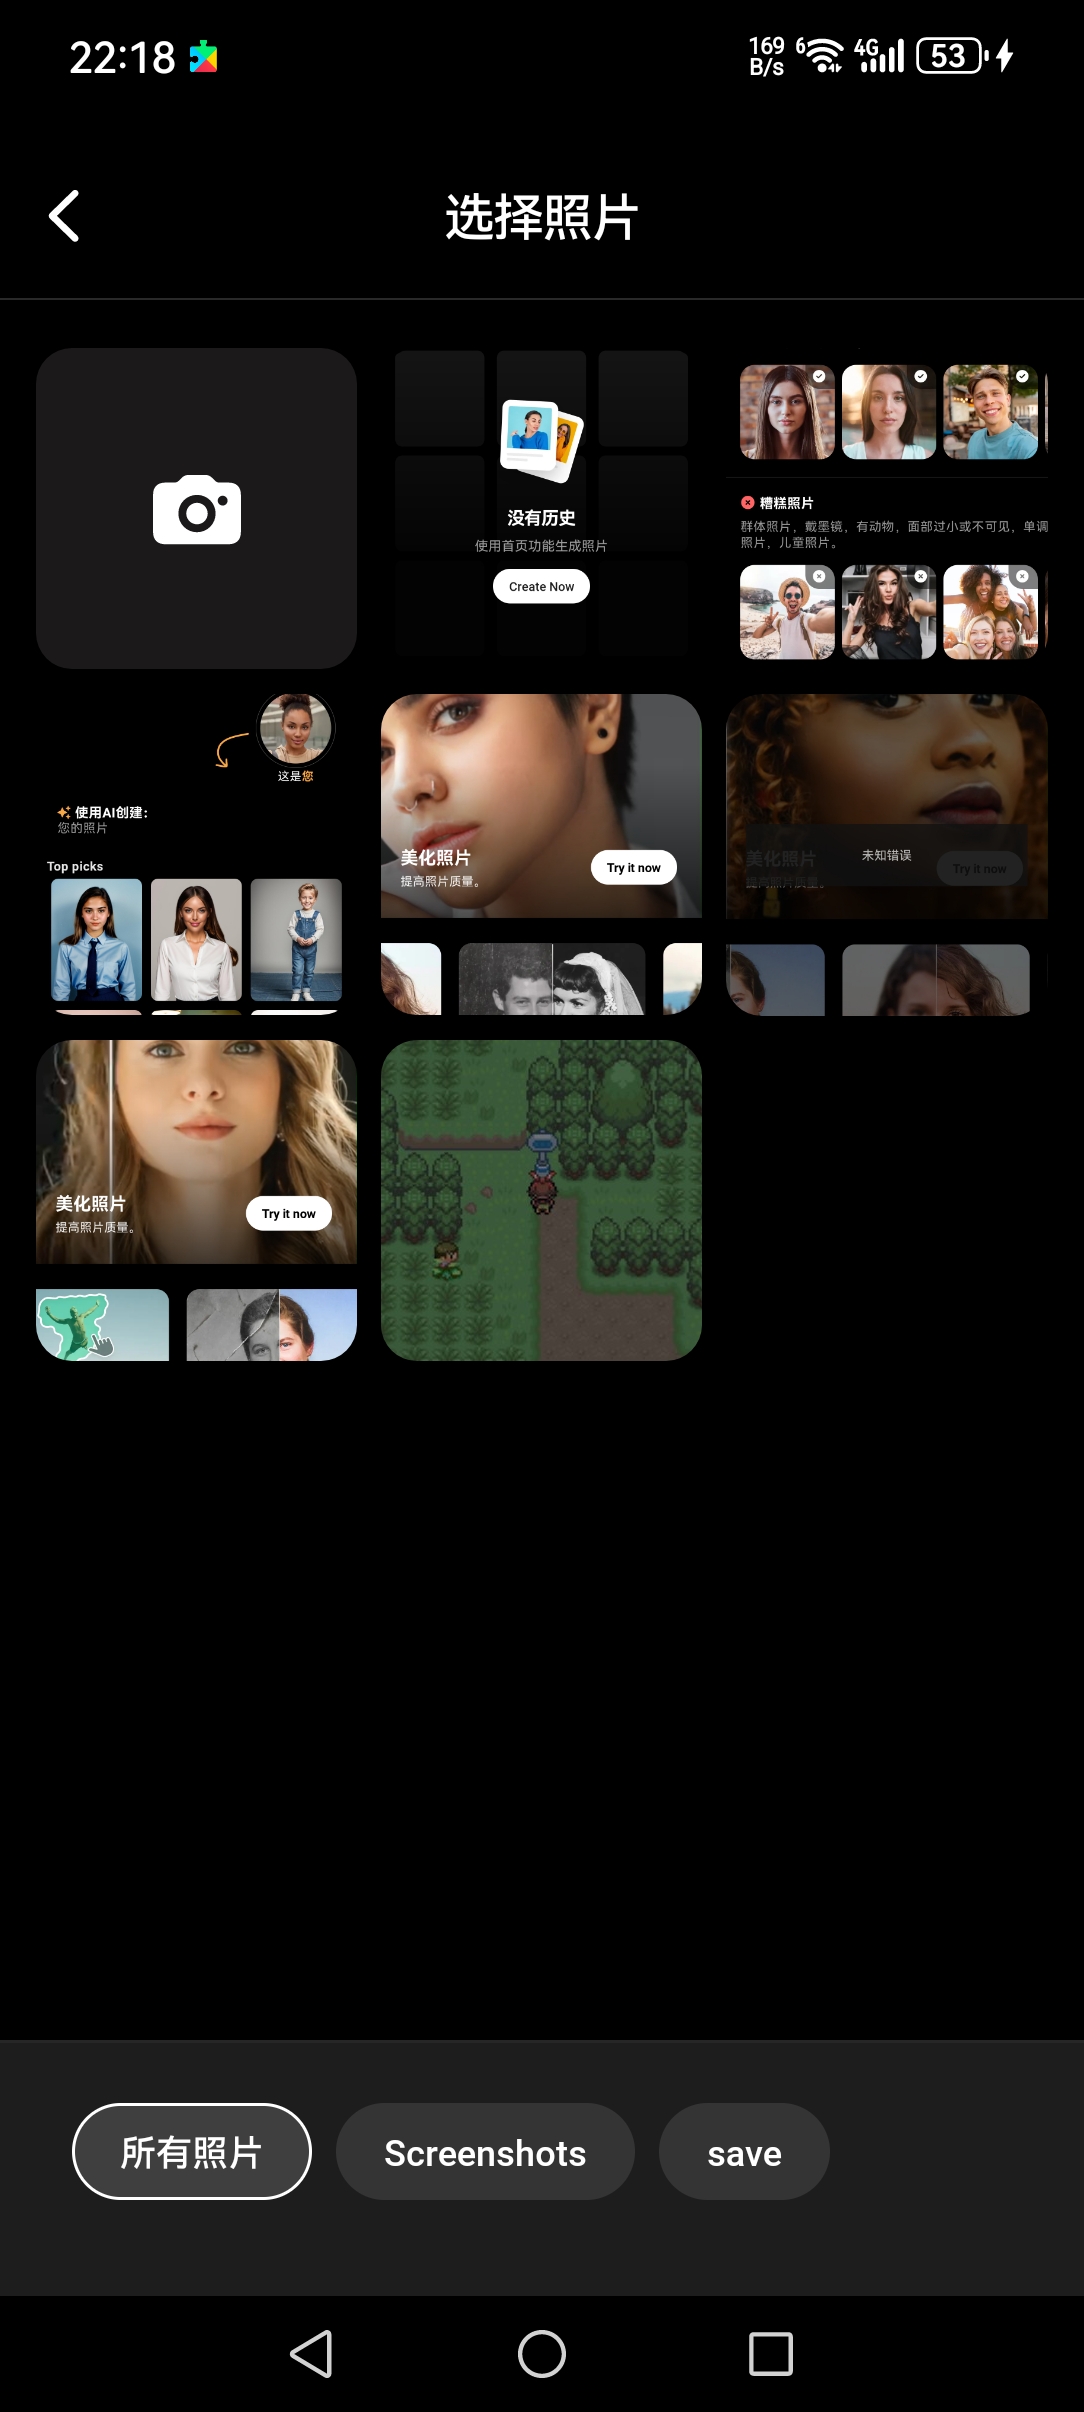 22:18
169
B/s
6
4G
53
选择照片
没有历史
使用首页功能生成照片
Create Now
糟糕照片
群体照片，戴墨镜，有动物，面部过小或不可见，单调
照片，儿童照片。
这是您
使用AI创建：
您的照片
Top picks
美化照片
提高照片质量。
Try it now
美化照片
提高照片质量。
Try it now
未知错误
美化照片
提高照片质量。
Try it now
所有照片
Screenshots
save